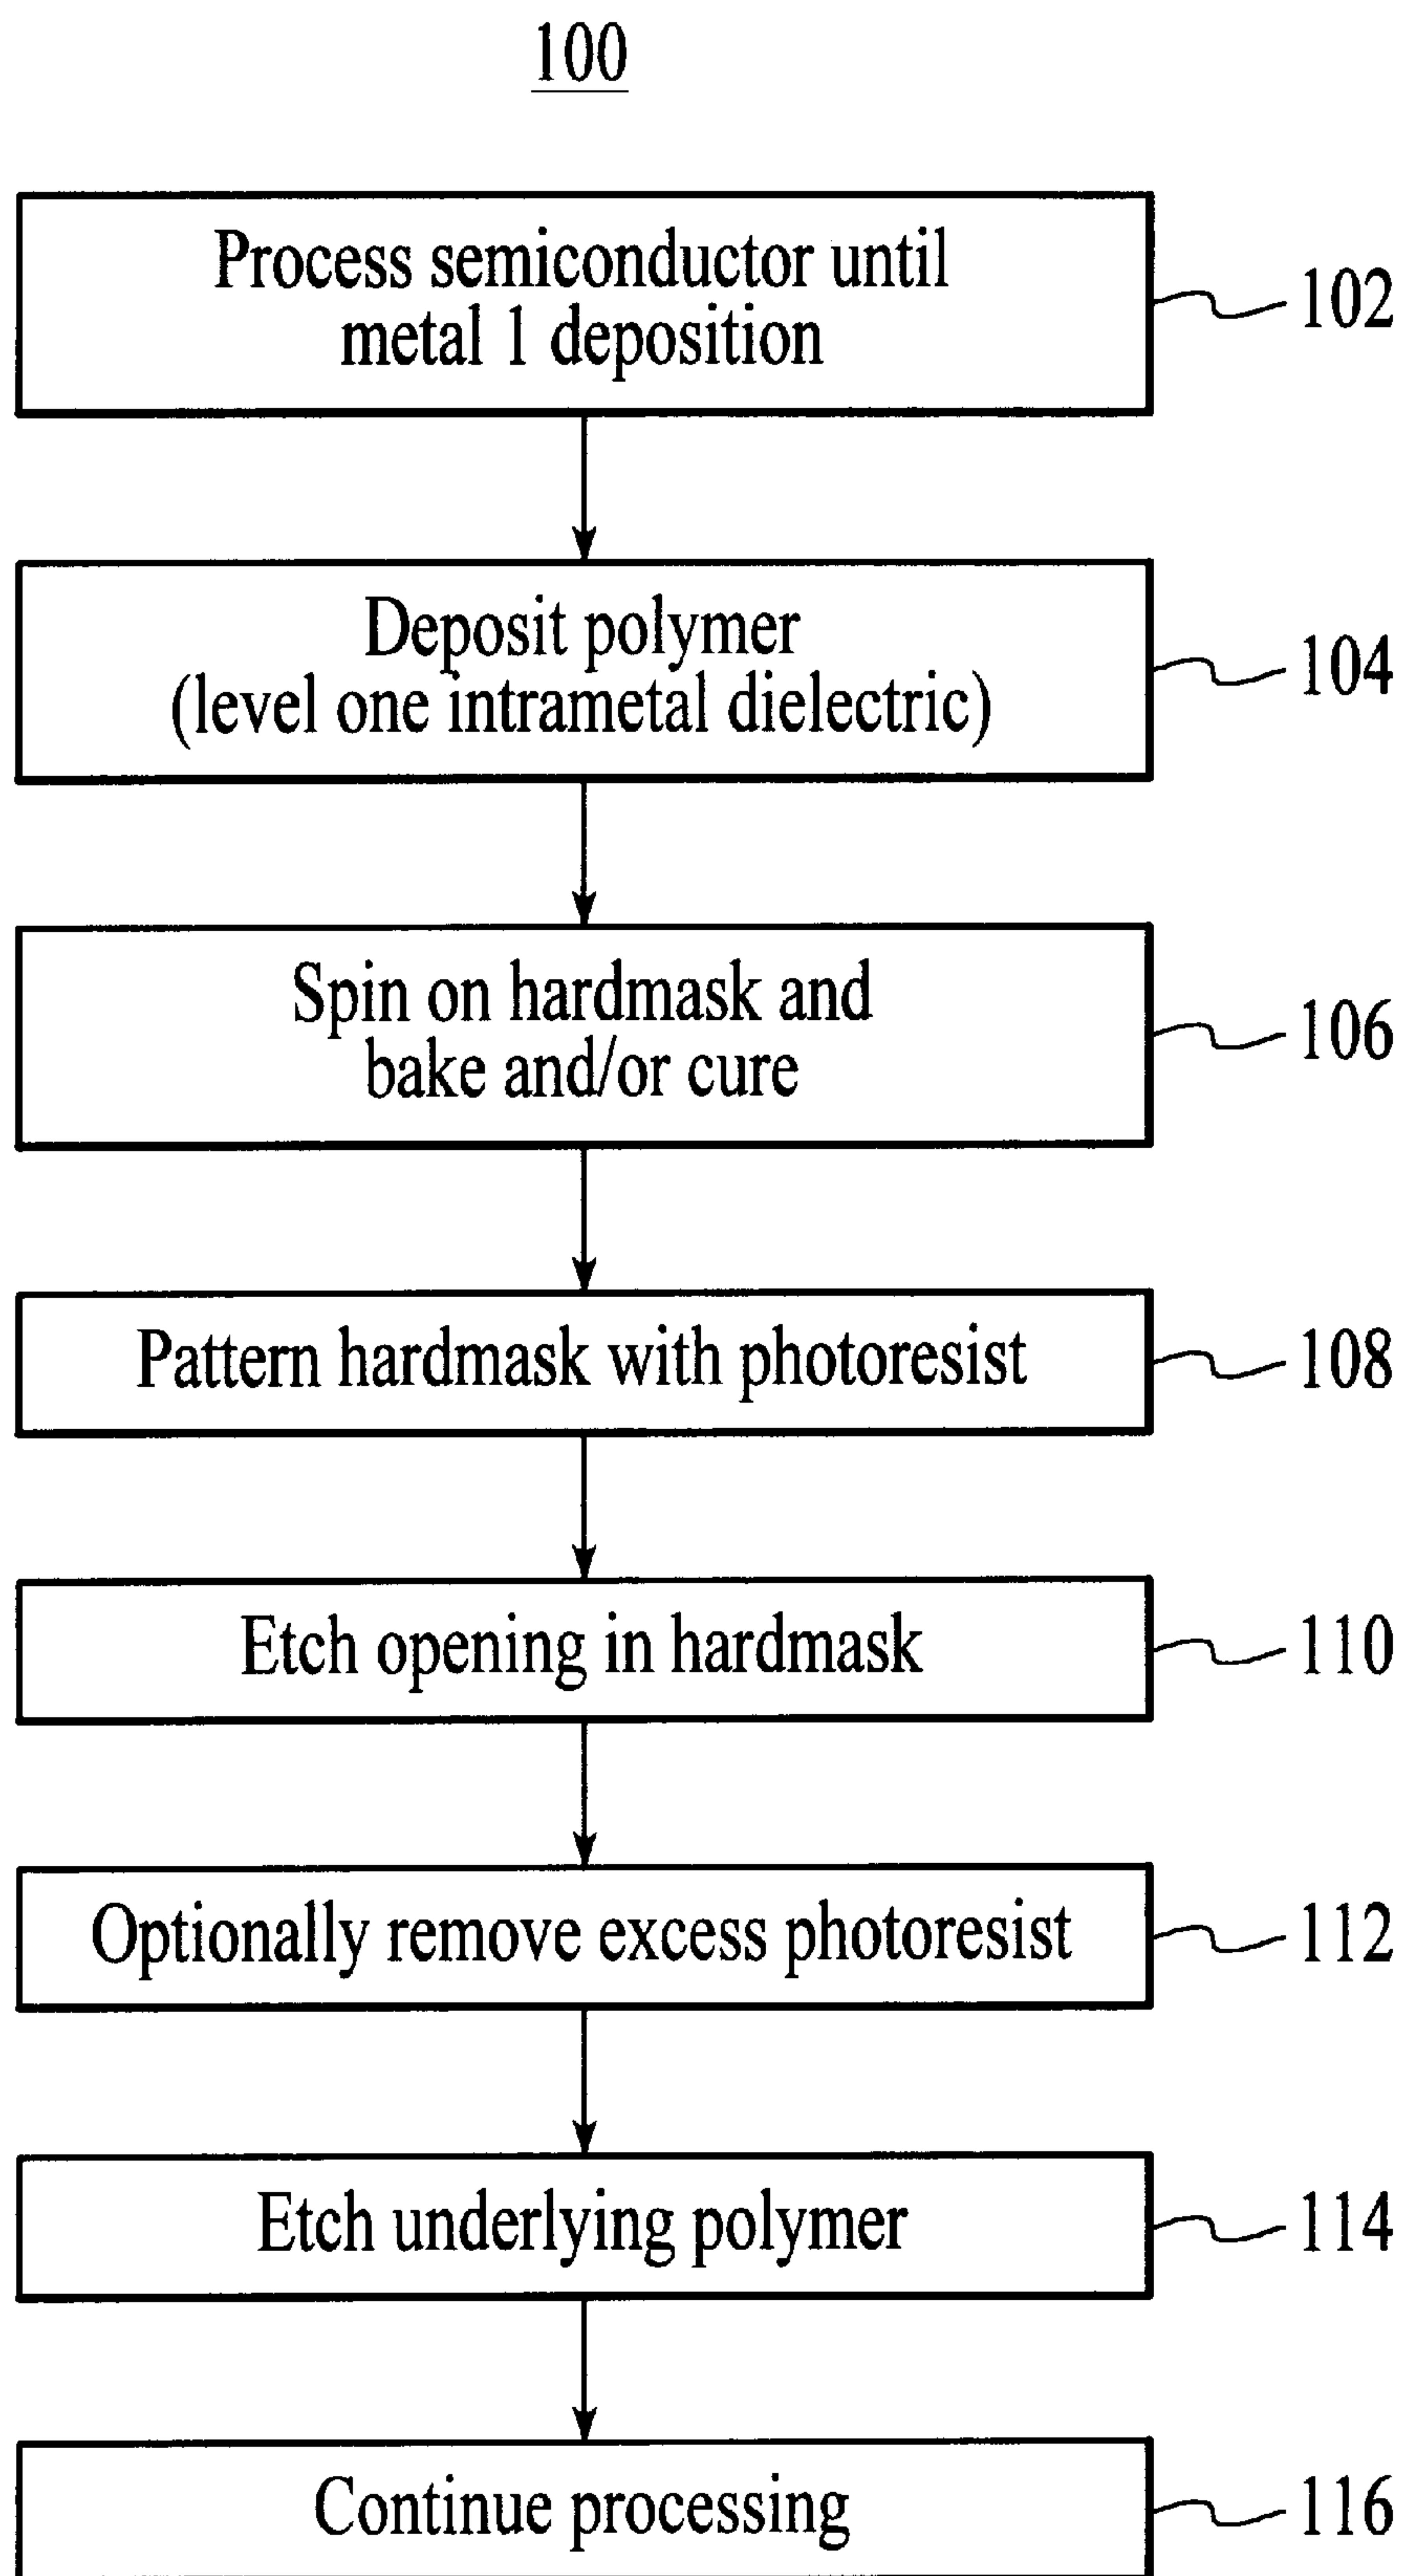 100
Process semiconductor until
metal 1 deposition
102
Deposit polymer
(level one intrametal dielectric)
104
Spin on hardmask and
bake and/or cure
106
Pattern hardmask with photoresist
108
Etch opening in hardmask
110
Optionally remove excess photoresist
112
Etch underlying polymer
114
Continue processing
116